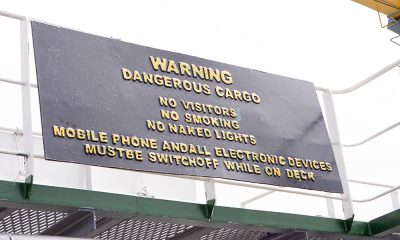 WARNING
DANGEROUS CARGO
NO VISITORS
NO SMOKING
NO NAKED LIGHTS
MOBILE PHONE ANDALL ELECTRONIC DEVICES
MUSTBE SWITCHOFF WHILE ON DECK